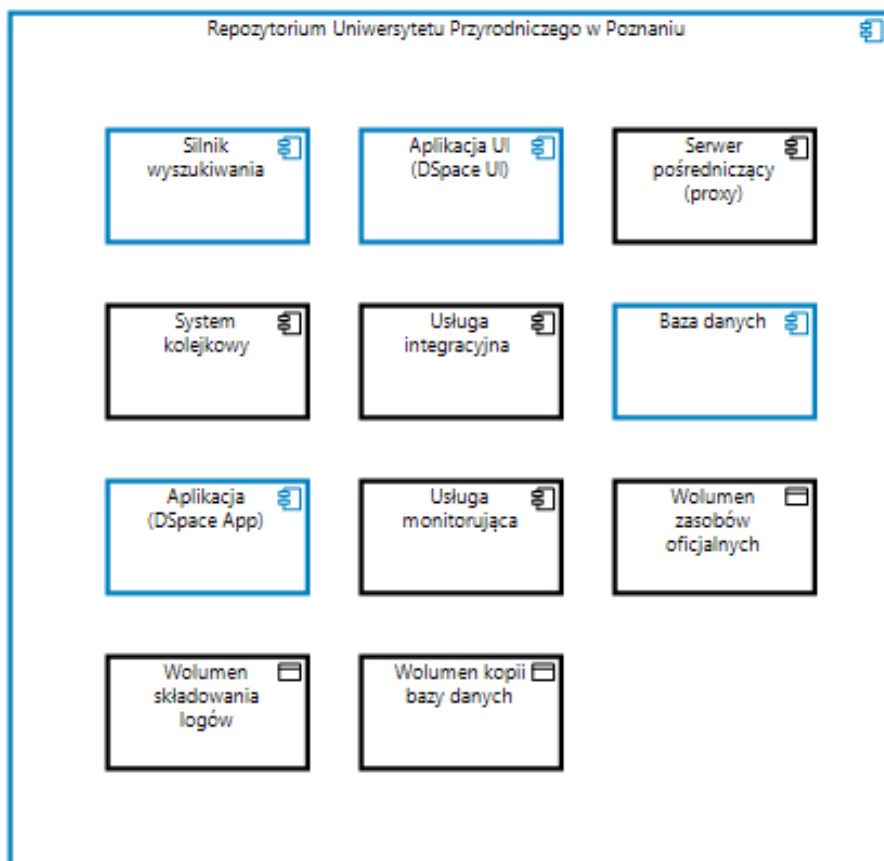 Repozytorium Uniwersytetu Przyrodniczego w Poznaniu
Silnik
wyszukiwania
Aplikacja UI
(DSpace UI)
Serwer
pośredniczący
(proxy)
System
kolejkowy
Usługa
integracyjna
Baza danych
Aplikacja
(DSpace App)
Usługa
monitorująca
Wolumen
zasobów
oficjalnych
Wolumen
składowania
logów
Wolumen kopii
bazy danych